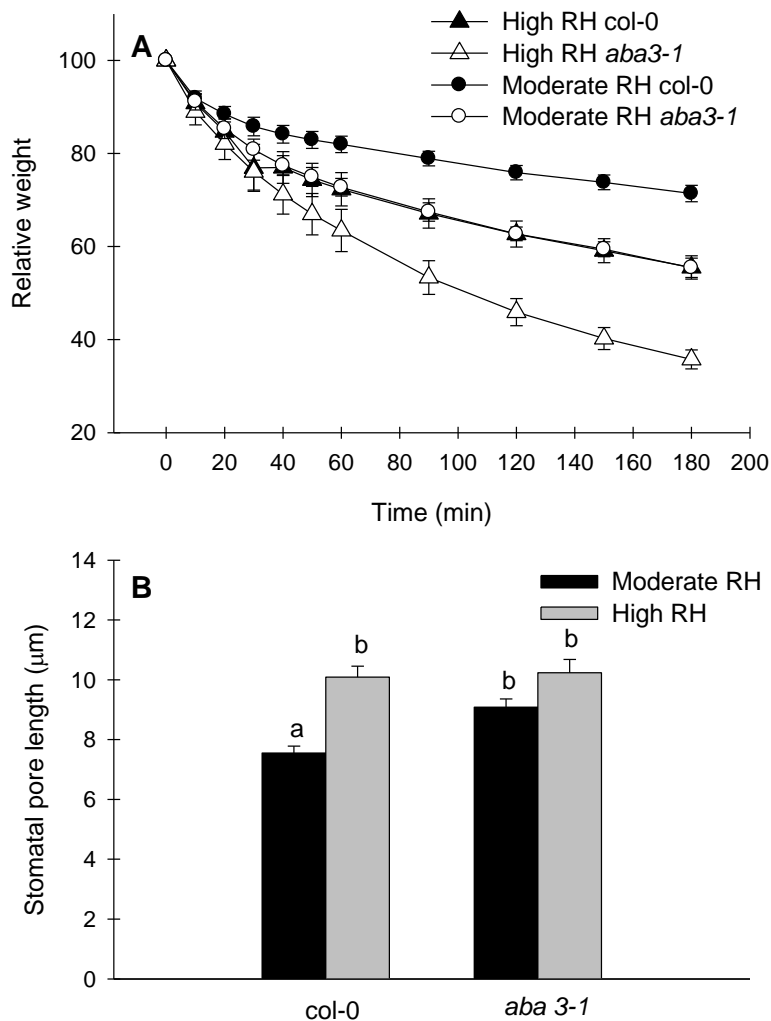 A
High RH col-0
High RH aba3-1
Moderate RH col-0
Moderate RH aba3-1
100
80
60
40
20
Relative weight
0 20 40 60 80 100 120 140 160 180 200
Time (min)
B
Moderate RH
High RH
14
12
10
8
6
4
2
0
Stomatal pore length (μm)
a
b
b
b
col-0
aba 3-1